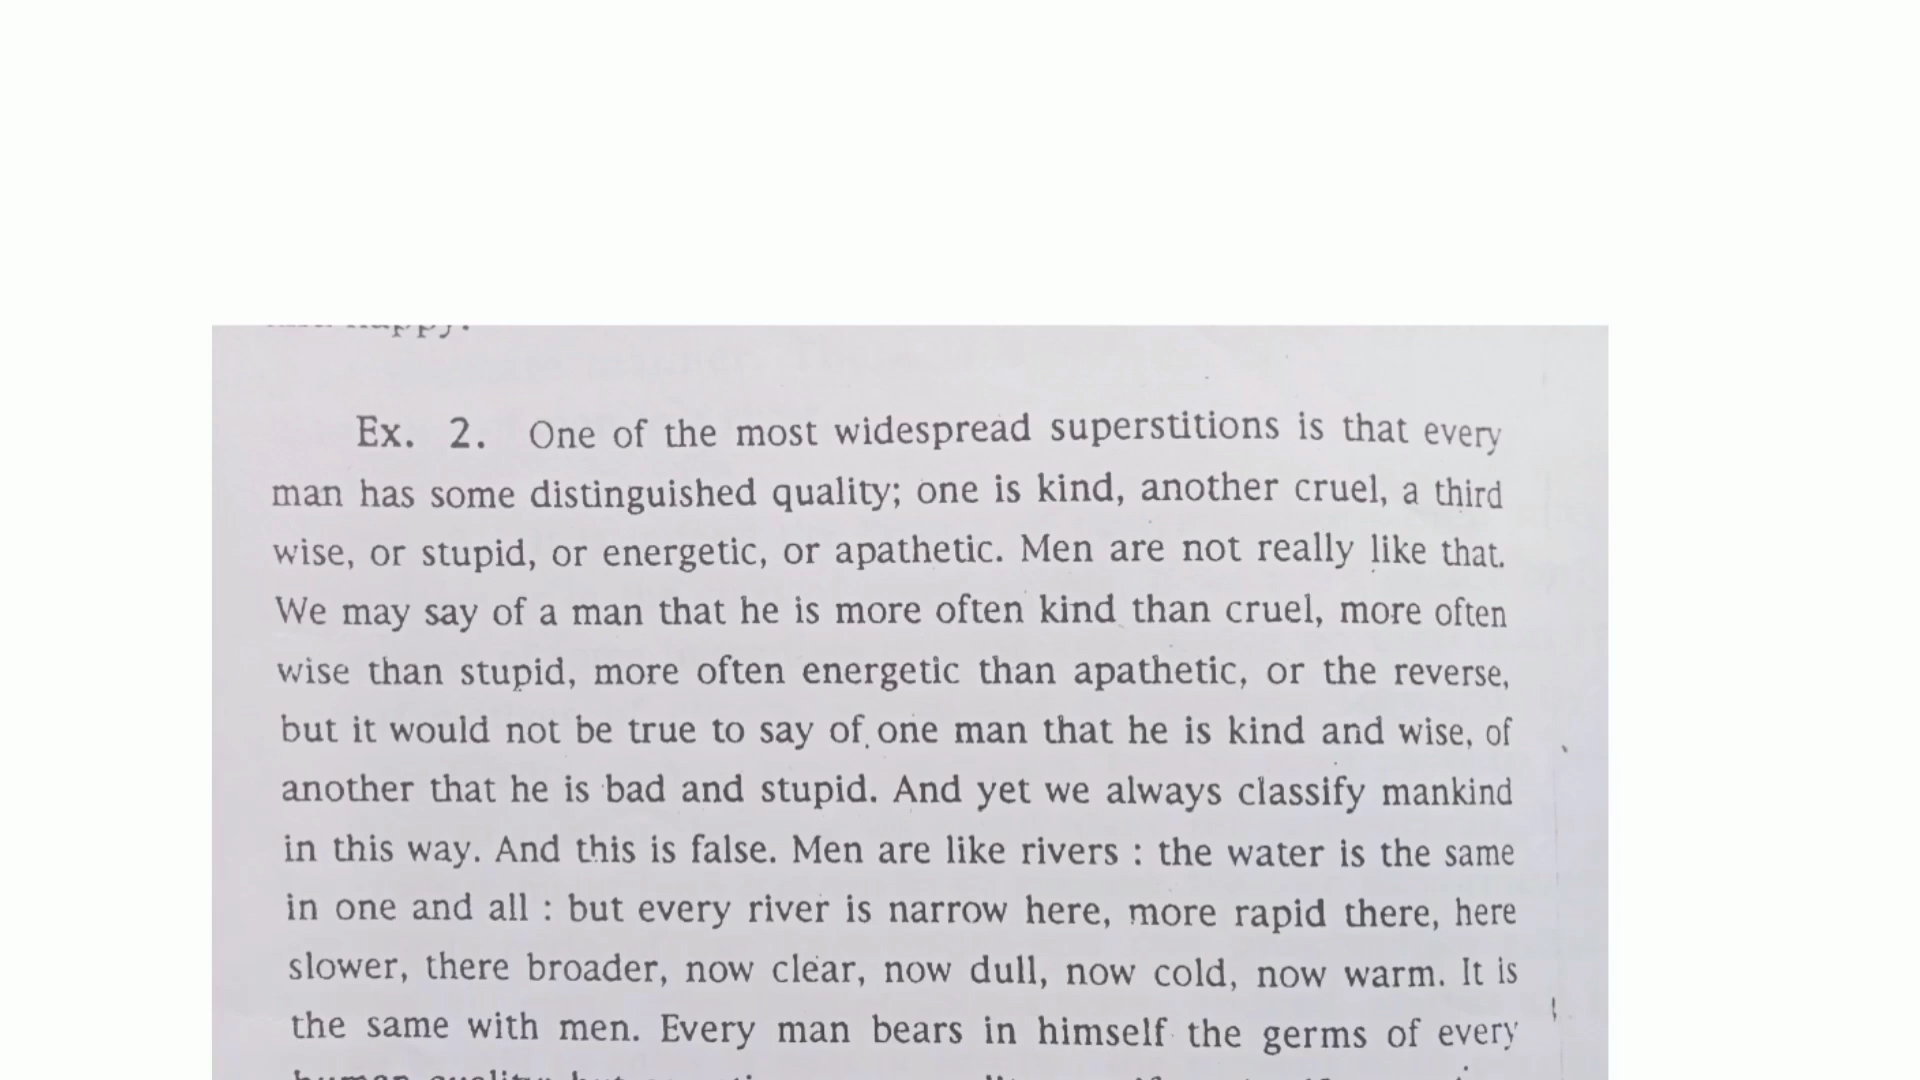 happy.
Ex. 2. One of the most widespread superstitions is that every
man has some distinguished quality; one is kind, another cruel, a third
wise, or stupid, or energetic, or apathetic. Men are not really like that.
We may say of a man that he is more often kind than cruel, more often
wise than stupid, more often energetic than apathetic, or the reverse,
but it would not be true to say of one man that he is kind and wise, of
another that he is bad and stupid. And yet we always classify mankind
in this way. And this is false. Men are like rivers : the water is the same
in one and all : but every river is narrow here, more rapid there, here
slower, there broader, now clear, now dull, now cold, now warm. It is
the same with men. Every man bears in himself the germs of every